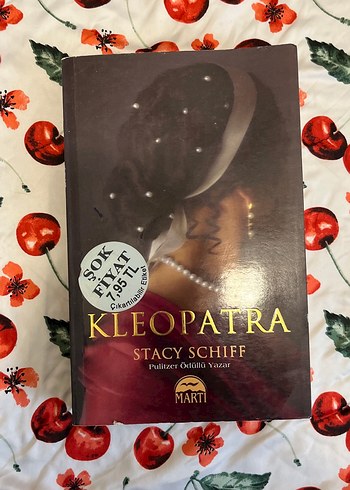 ŞOK
FİYAT
7,95 TL
Çıkartılabilir Etiket
KLEOPATRA
STACY SCHIFF
Pulitzer Ödüllü Yazar
MARTI